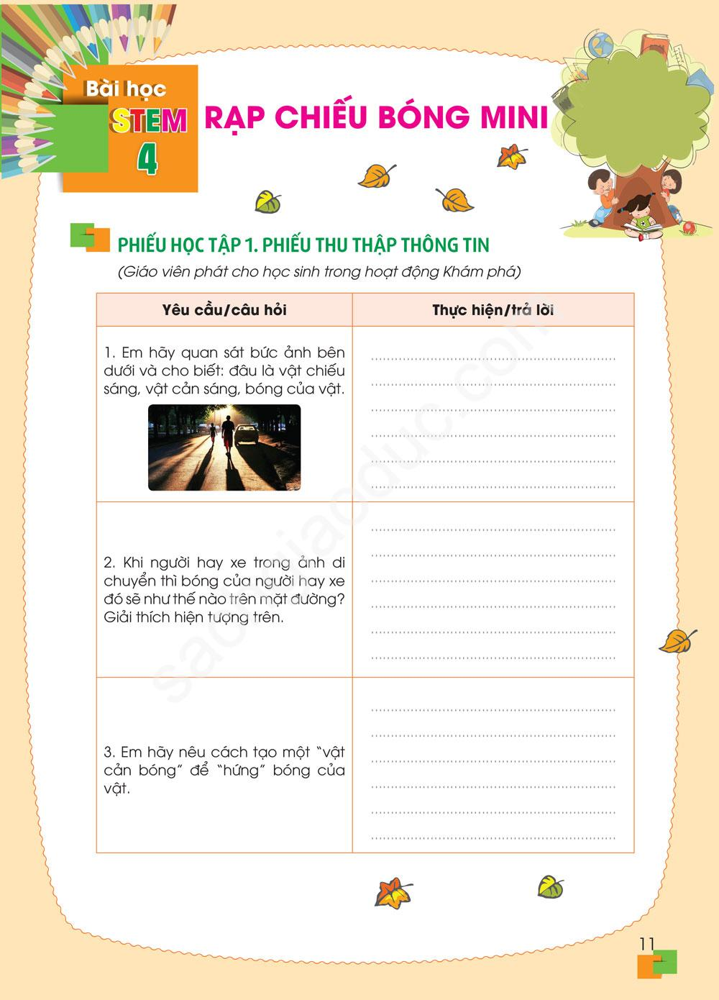 Bài học
STEM
4
RẠP CHIẾU BÓNG MINI
PHIẾU HỌC TẬP 1. PHIẾU THU THẬP THÔNG TIN
(Giáo viên phát cho học sinh trong hoạt động Khám phá)
Yêu cầu/câu hỏi
Thực hiện/trả lời
1. Em hãy quan sát bức ảnh bên
dưới và cho biết: đâu là vật chiếu
sáng, vật cản sáng, bóng của vật.
2. Khi người hay xe trong ảnh di
chuyển thì bóng của người hay xe
đó sẽ như thế nào trên mặt đường?
Giải thích hiện tượng trên.
3. Em hãy nêu cách tạo một “vật
cản bóng” để “hứng” bóng của
vật.
11